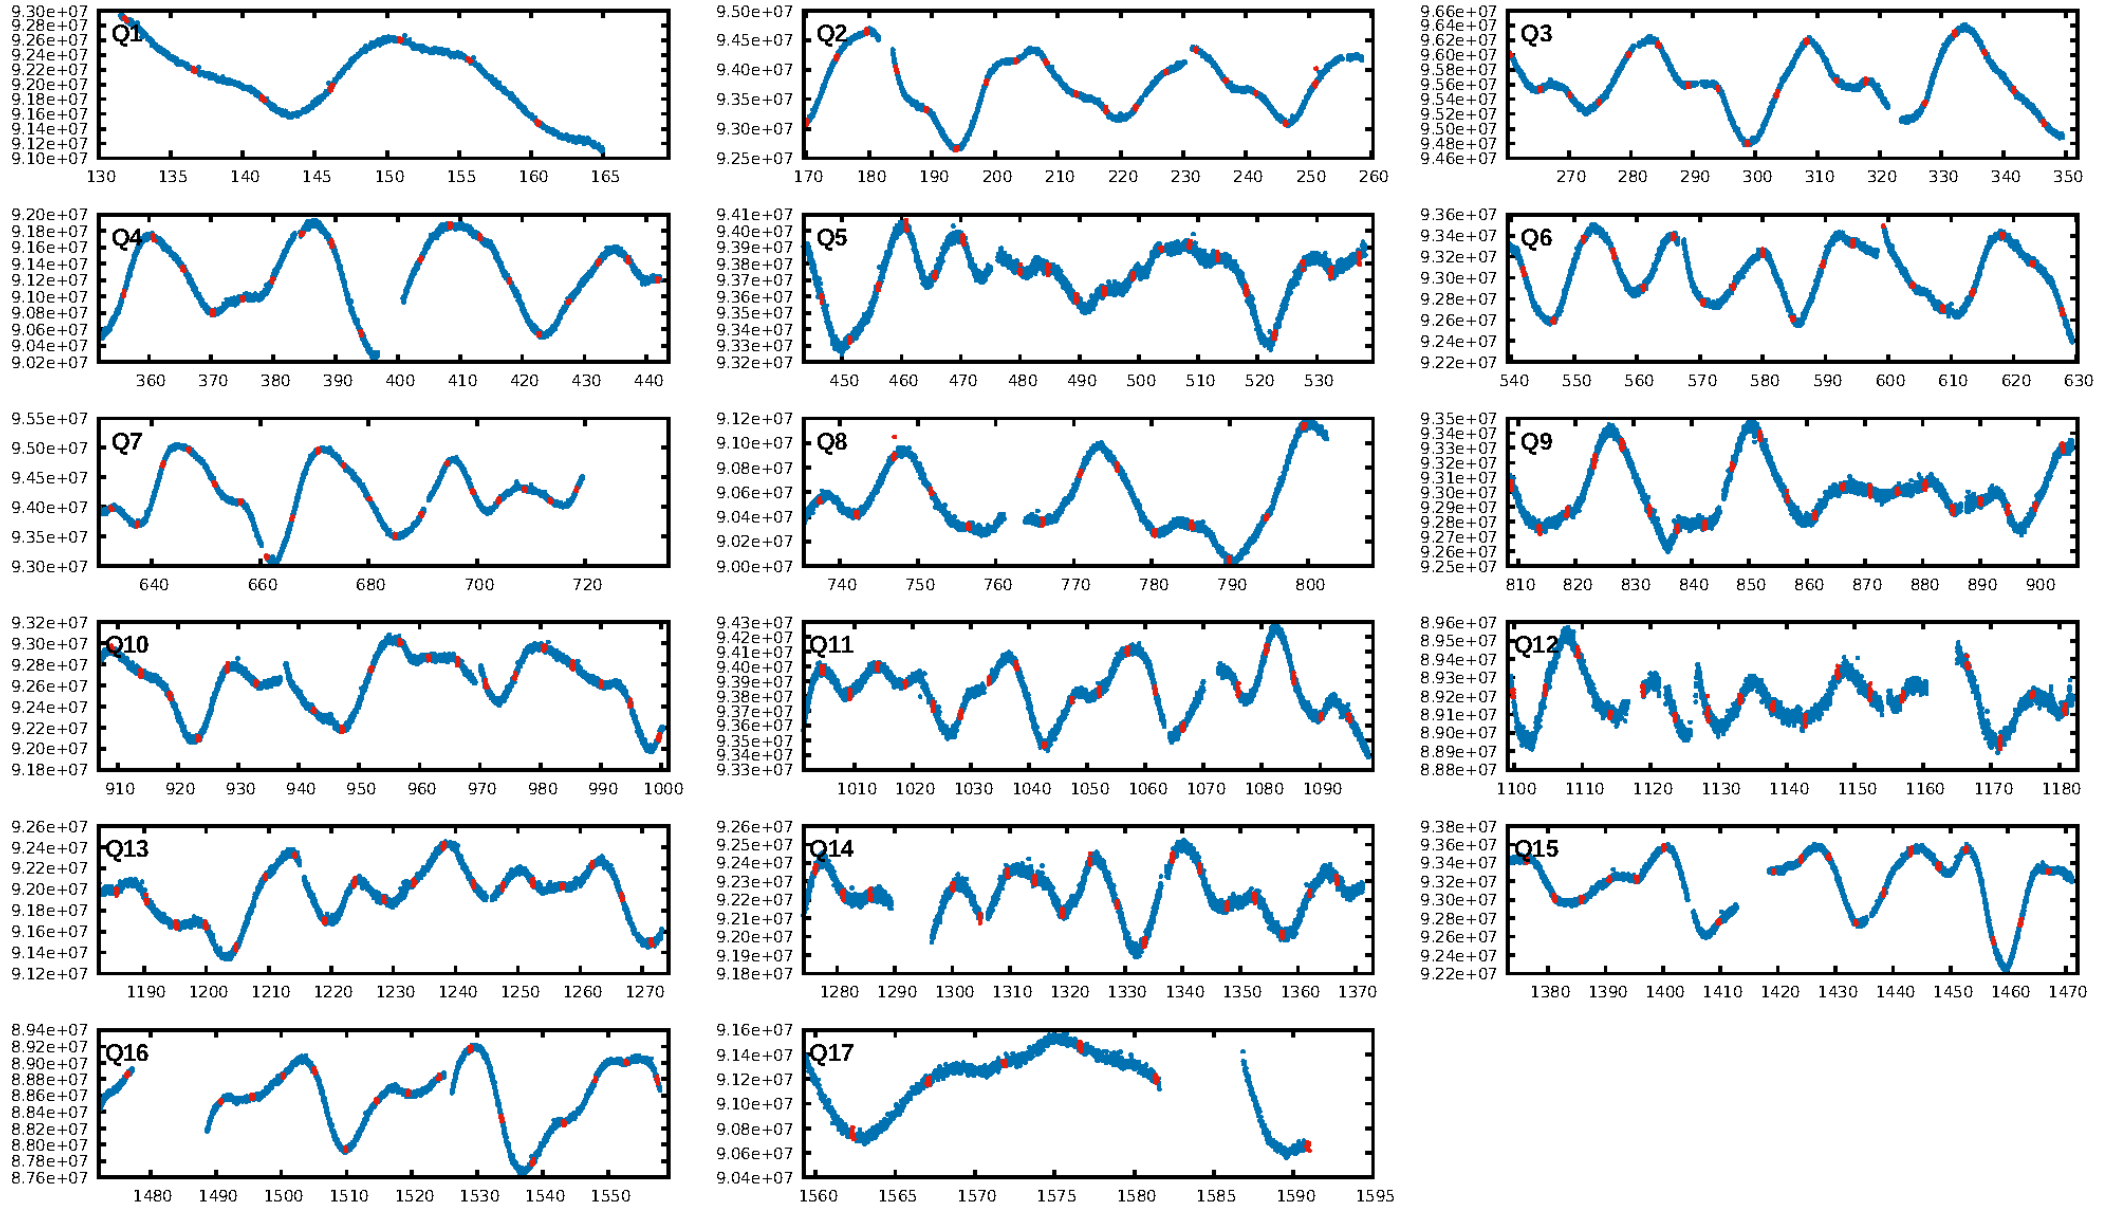 Q1
9.30e+07
9.28e+07
9.26e+07
9.24e+07
9.22e+07
9.20e+07
9.18e+07
9.16e+07
9.14e+07
9.12e+07
9.10e+07
130 135 140 145 150 155 160 165
Q2
9.50e+07
9.45e+07
9.40e+07
9.35e+07
9.30e+07
9.25e+07
170 180 190 200 210 220 230 240 250 260
Q3
9.66e+07
9.64e+07
9.62e+07
9.60e+07
9.58e+07
9.56e+07
9.54e+07
9.52e+07
9.50e+07
9.48e+07
9.46e+07
270 280 290 300 310 320 330 340 350
Q4
9.20e+07
9.18e+07
9.16e+07
9.14e+07
9.12e+07
9.10e+07
9.08e+07
9.06e+07
9.04e+07
9.02e+07
360 370 380 390 400 410 420 430 440
Q5
9.41e+07
9.40e+07
9.39e+07
9.38e+07
9.37e+07
9.36e+07
9.35e+07
9.34e+07
9.33e+07
9.32e+07
450 460 470 480 490 500 510 520 530
Q6
9.36e+07
9.34e+07
9.32e+07
9.30e+07
9.28e+07
9.26e+07
9.24e+07
9.22e+07
540 550 560 570 580 590 600 610 620 630
Q7
9.55e+07
9.50e+07
9.45e+07
9.40e+07
9.35e+07
9.30e+07
640 660 680 700 720
Q8
9.12e+07
9.10e+07
9.08e+07
9.06e+07
9.04e+07
9.02e+07
9.00e+07
740 750 760 770 780 790 800
Q9
9.35e+07
9.34e+07
9.33e+07
9.32e+07
9.31e+07
9.30e+07
9.29e+07
9.28e+07
9.27e+07
9.26e+07
9.25e+07
810 820 830 840 850 860 870 880 890 900
Q10
9.32e+07
9.30e+07
9.28e+07
9.26e+07
9.24e+07
9.22e+07
9.20e+07
9.18e+07
910 920 930 940 950 960 970 980 990 1000
Q11
9.43e+07
9.42e+07
9.41e+07
9.40e+07
9.39e+07
9.38e+07
9.37e+07
9.36e+07
9.35e+07
9.34e+07
9.33e+07
1010 1020 1030 1040 1050 1060 1070 1080 1090
Q12
8.96e+07
8.95e+07
8.94e+07
8.93e+07
8.92e+07
8.91e+07
8.90e+07
8.89e+07
8.88e+07
1100 1110 1120 1130 1140 1150 1160 1170 1180
Q13
9.26e+07
9.24e+07
9.22e+07
9.20e+07
9.18e+07
9.16e+07
9.14e+07
9.12e+07
1190 1200 1210 1220 1230 1240 1250 1260 1270
Q14
9.26e+07
9.25e+07
9.24e+07
9.23e+07
9.22e+07
9.21e+07
9.20e+07
9.19e+07
9.18e+07
1280 1290 1300 1310 1320 1330 1340 1350 1360 1370
Q15
9.38e+07
9.36e+07
9.34e+07
9.33e+07
9.30e+07
9.28e+07
9.26e+07
9.24e+07
9.22e+07
1380 1390 1400 1410 1420 1430 1440 1450 1460 1470
Q16
8.94e+07
8.92e+07
8.90e+07
8.88e+07
8.86e+07
8.84e+07
8.82e+07
8.80e+07
8.78e+07
8.76e+07
1480 1490 1500 1510 1520 1530 1540 1550
Q17
9.16e+07
9.14e+07
9.12e+07
9.10e+07
9.08e+07
9.06e+07
9.04e+07
1560 1565 1570 1575 1580 1585 1590 1595